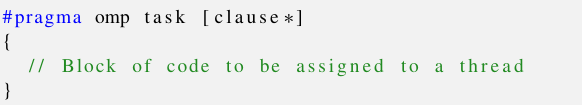 #pragma omp task [clause*]
{
// Block of code to be assigned to a thread
}